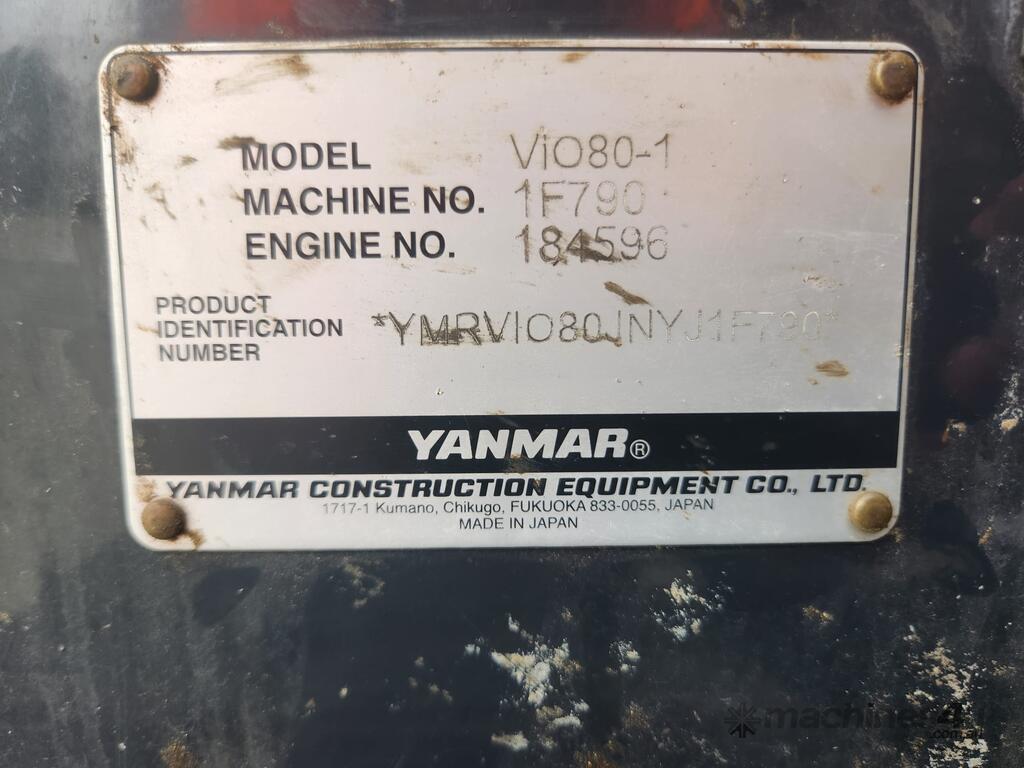 MODEL ViO80-1
MACHINE NO. 1F790
ENGINE NO. 184596
PRODUCT
IDENTIFICATION
NUMBER
*YMRVIO80JNYJ1F790*
YANMAR®
YANMAR CONSTRUCTION EQUIPMENT CO., LTD.
1717-1 Kumano, Chikugo, FUKUOKA 833-0055, JAPAN
MADE IN JAPAN